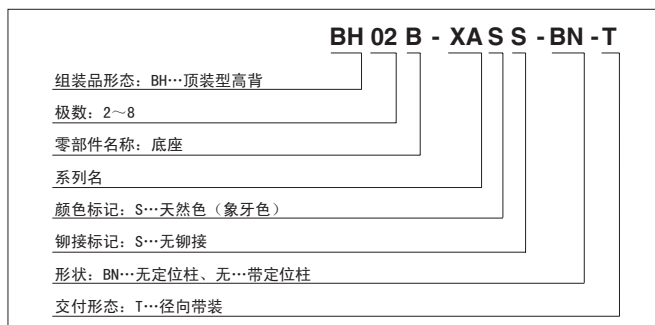 BH 02 B - XA S S - BN - T
组装品形态: BH…顶装型高背
极数: 2～8
零部件名称: 底座
系列名
颜色标记: S…天然色（象牙色）
铆接标记: S…无铆接
形状: BN…无定位柱、无…带定位柱
交付形态: T…径向带装